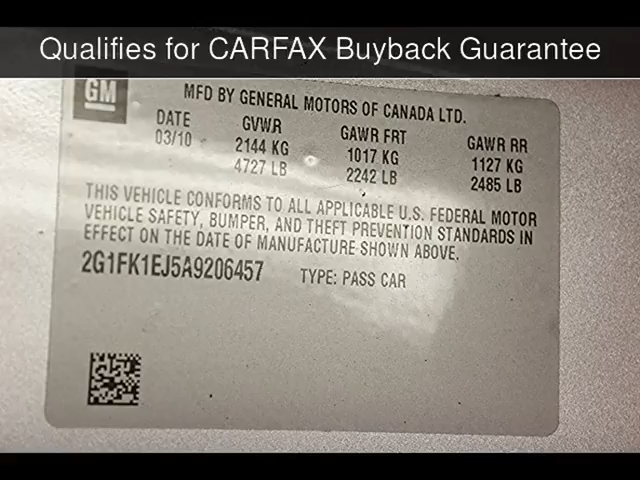 Qualifies for CARFAX Buyback Guarantee
GM
MFD BY GENERAL MOTORS OF CANADA LTD.
DATE GVWR GAWR FRT GAWR RR
03/10 2144 KG 1017 KG 1127 KG
4727 LB 2242 LB 2485 LB
THIS VEHICLE CONFORMS TO ALL APPLICABLE U.S. FEDERAL MOTOR
VEHICLE SAFETY, BUMPER, AND THEFT PREVENTION STANDARDS IN
EFFECT ON THE DATE OF MANUFACTURE SHOWN ABOVE.
2G1FK1EJ5A9206457 TYPE: PASS CAR